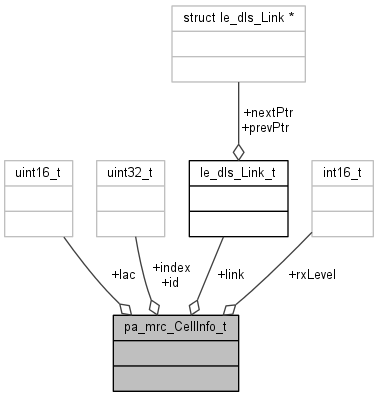 struct le_dls_Link *
+nextPtr
+prevPtr
uint16_t
uint32_t
le_dls_Link_t
int16_t
+lac
+index
+id
+link
+rxLevel
pa_mrc_CellInfo_t